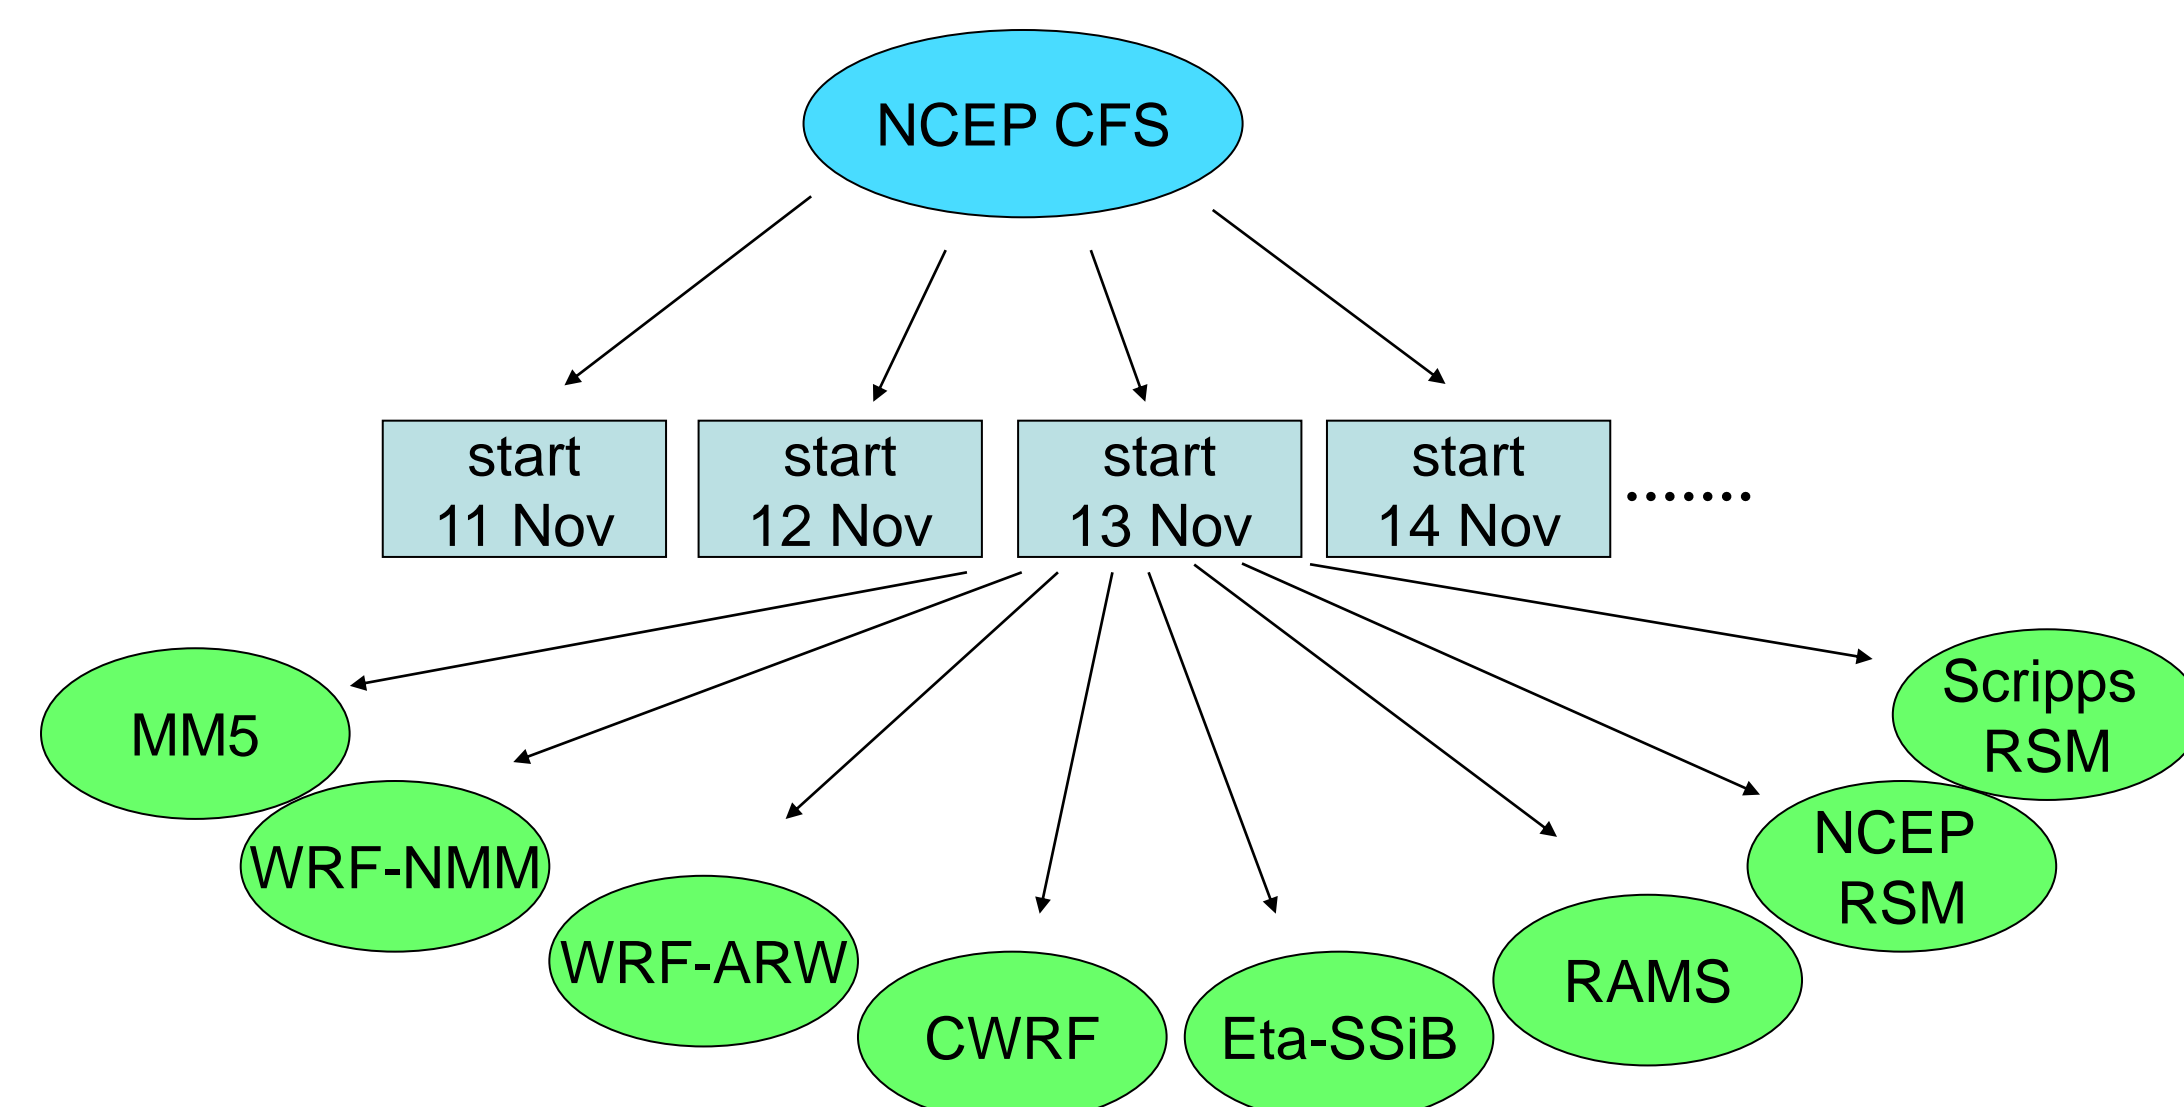 NCEP CFS
start
11 Nov
start
12 Nov
start
13 Nov
start
14 Nov
.......
MM5
WRF-NMM
WRF-ARW
CWRF
Eta-SSiB
RAMS
NCEP
RSM
Scripps
RSM